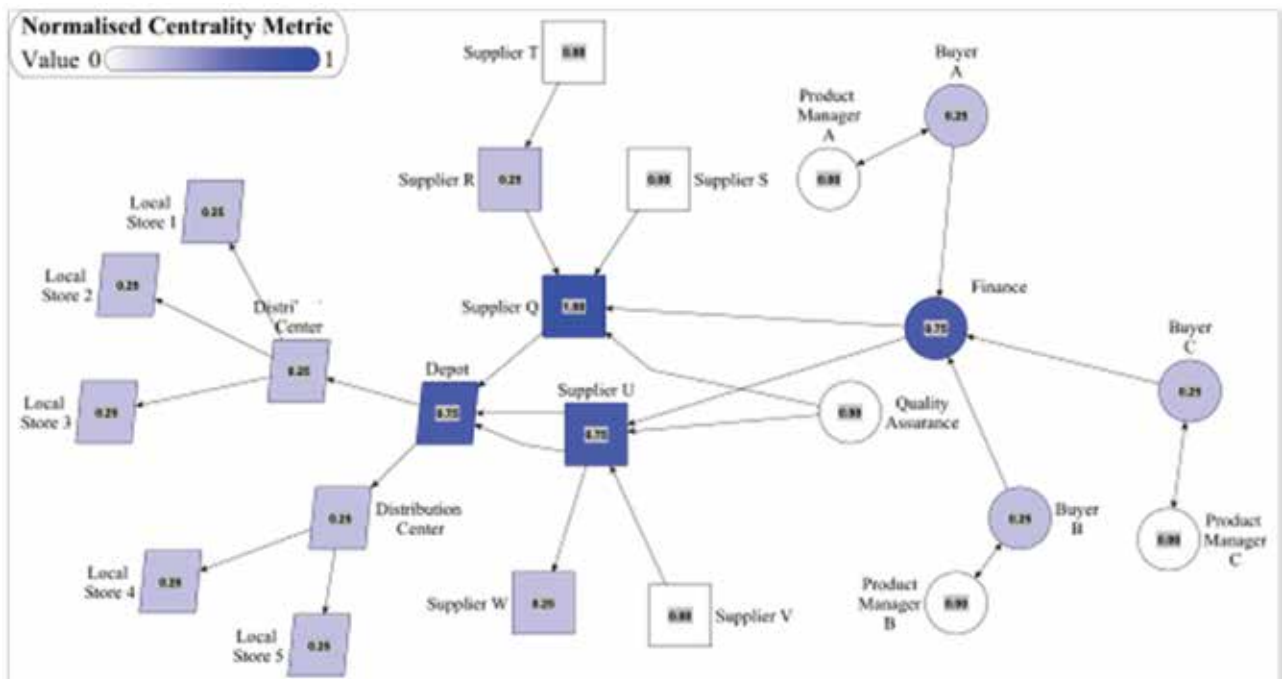 Normalised Centrality Metric
Value 0 1
Supplier T
0.00
Buyer
A
0.25
Product
Manager
A
0.00
Supplier R
0.25
0.00
Supplier S
Local
Store 1
0.25
Local
Store 2
0.25
Distri'
Center
0.25
Supplier Q
1.00
Finance
0.75
Buyer
C
0.25
Depot
0.75
Supplier U
0.75
0.00
Quality
Assurance
Local
Store 3
0.25
0.25
Distribution
Center
0.25
Buyer
B
0.00
Product
Manager
C
Local
Store 4
0.25
Supplier W
0.25
0.00
Supplier V
Product
Manager
B
0.00
Local
Store 5
0.25